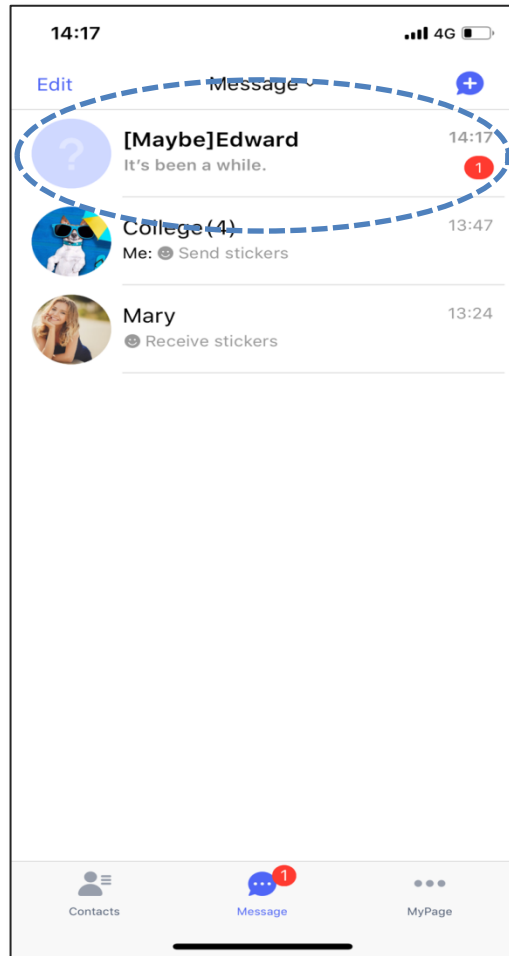 14:17
4G
Edit
Message
[Maybe]Edward
14:17
It's been a while.
1
College(4)
13:47
Me: Send stickers
Mary
13:24
Receive stickers
1
Contacts
Message
MyPage